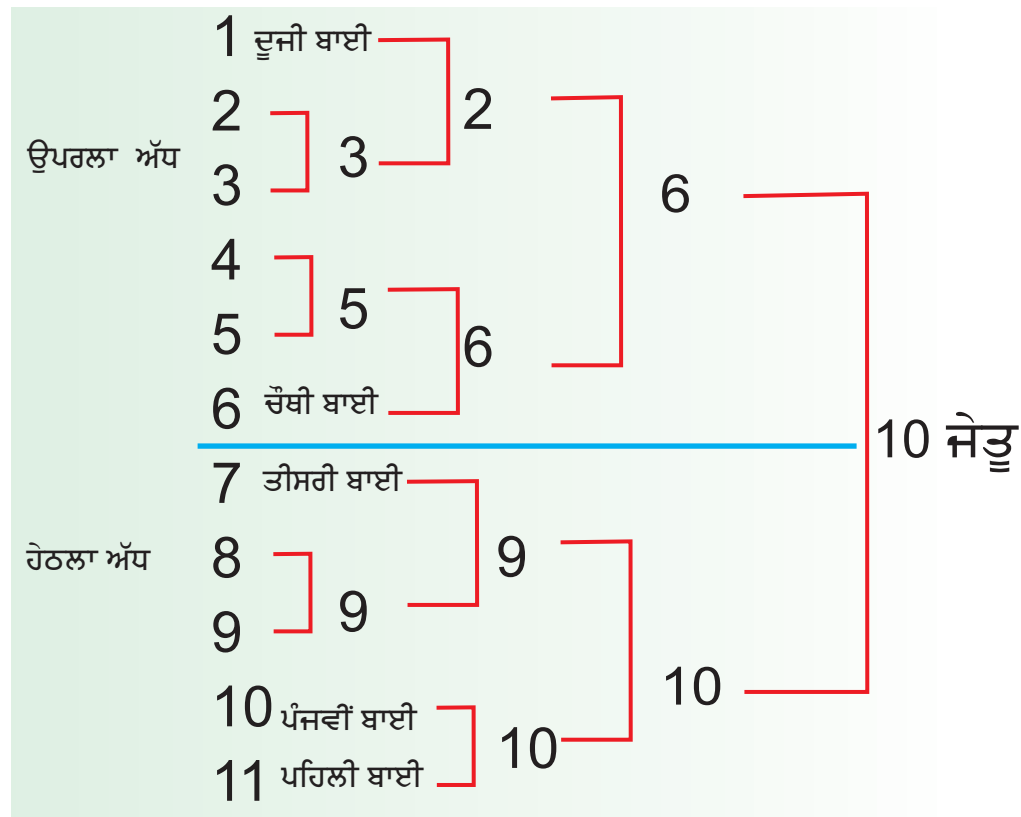 1 ਦੂਜੀ ਬਾਈ
2
2
ਉਪਰਲਾ ਅੱਧ
3
3
6
4
5
5
6
6 ਚੌਥੀ ਬਾਈ
10 ਜੇਤੂ
7 ਤੀਸਰੀ ਬਾਈ
ਹੇਠਲਾ ਅੱਧ
8
9
9
9
10 ਪੰਜਵੀਂ ਬਾਈ
10
10
11 ਪਹਿਲੀ ਬਾਈ